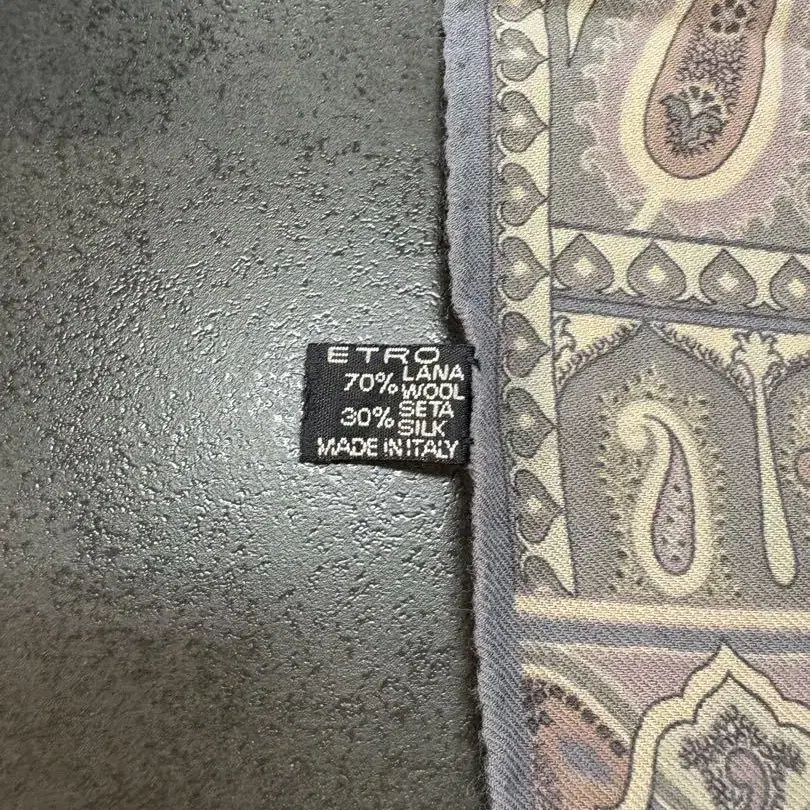 ETRO
70% LANA
WOOL
30% SETA
SILK
MADE IN ITALY